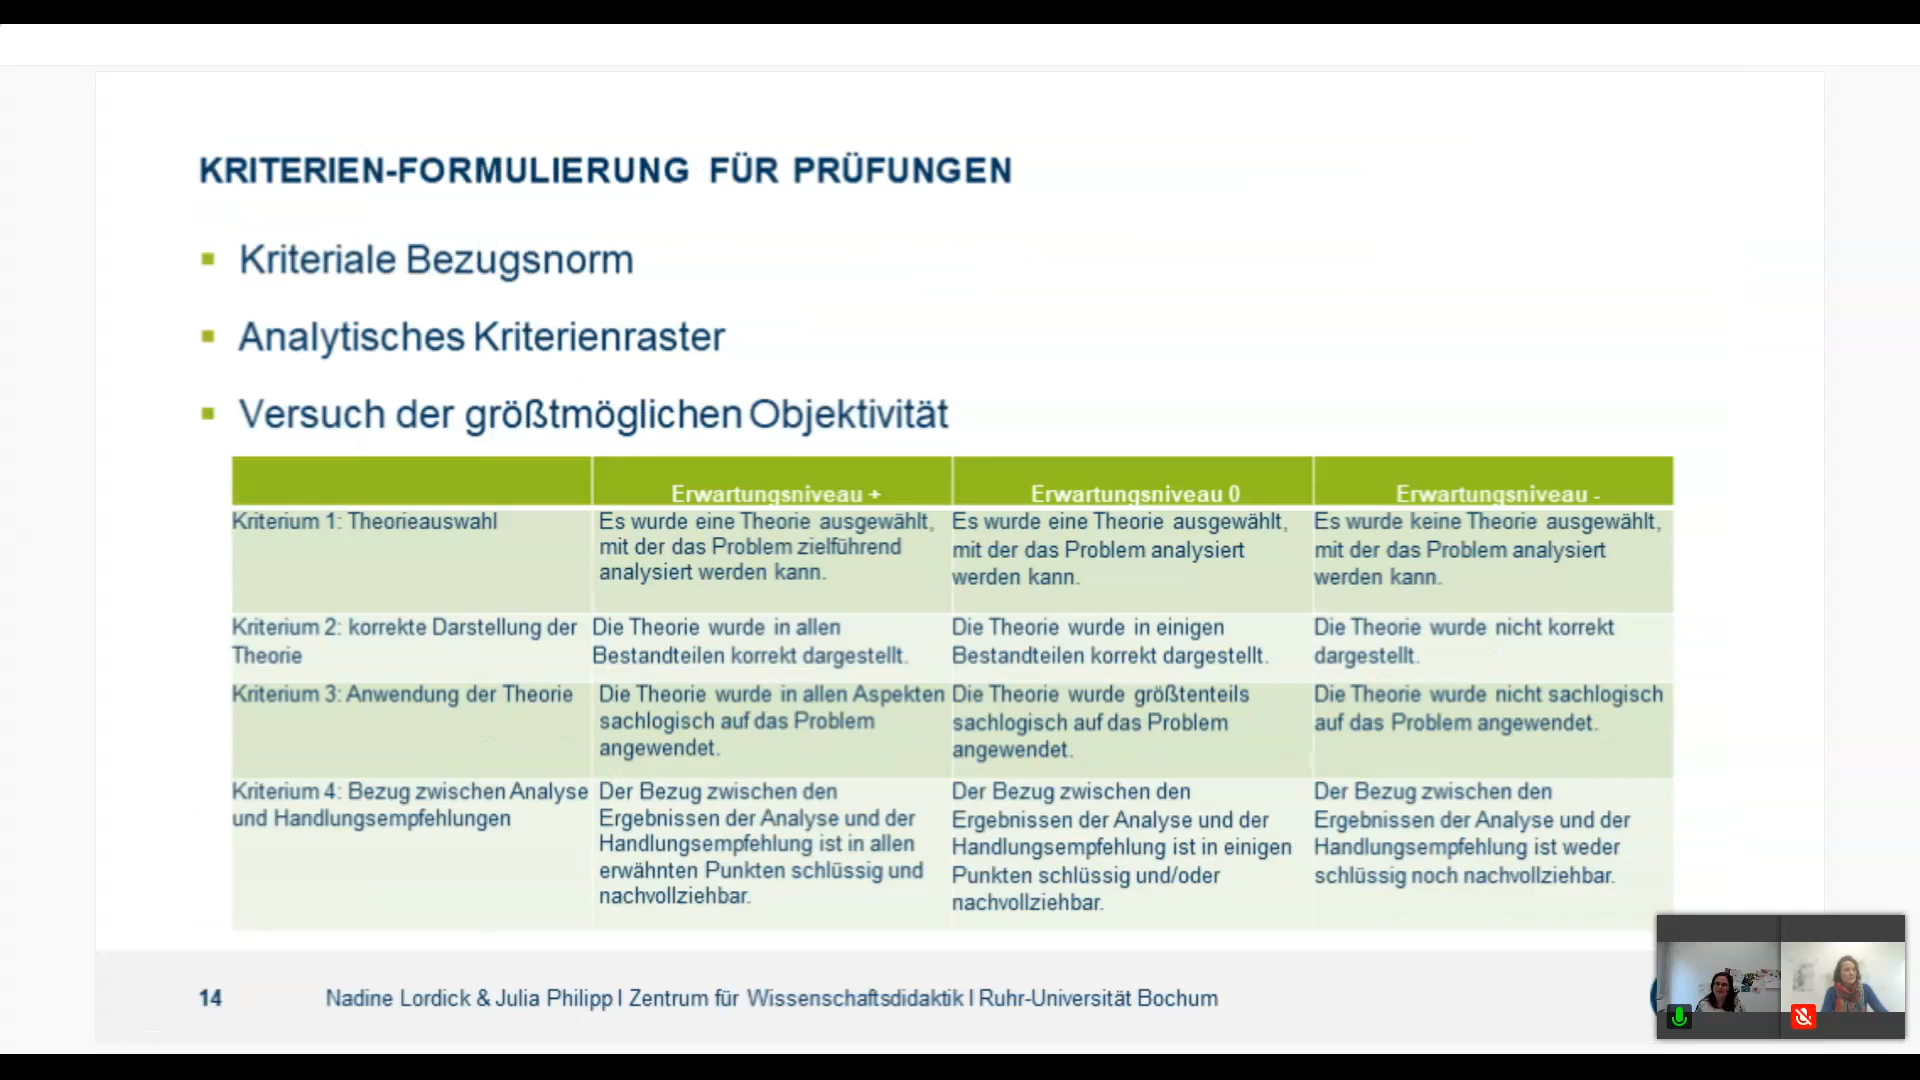 KRITERIEN-FORMULIERUNG FÜR PRÜFUNGEN
Kriteriale Bezugsnorm
Analytisches Kriterienraster
Versuch der größtmöglichen Objektivität
Erwartungsniveau +
Erwartungsniveau 0
Erwartungsniveau -
Kriterium 1: Theorieauswahl
Es wurde eine Theorie ausgewählt,
mit der das Problem zielführend
analysiert werden kann.
Es wurde eine Theorie ausgewählt,
mit der das Problem analysiert
werden kann.
Es wurde keine Theorie ausgewählt,
mit der das Problem analysiert
werden kann.
Kriterium 2: korrekte Darstellung der
Theorie
Die Theorie wurde in allen
Bestandteilen korrekt dargestellt.
Die Theorie wurde in einigen
Bestandteilen korrekt dargestellt.
Die Theorie wurde nicht korrekt
dargestellt.
Kriterium 3: Anwendung der Theorie
Die Theorie wurde in allen Aspekten
sachlogisch auf das Problem
angewendet.
Die Theorie wurde größtenteils
sachlogisch auf das Problem
angewendet.
Die Theorie wurde nicht sachlogisch
auf das Problem angewendet.
Kriterium 4: Bezug zwischen Analyse
und Handlungsempfehlungen
Der Bezug zwischen den
Ergebnissen der Analyse und der
Handlungsempfehlung ist in allen
erwähnten Punkten schlüssig und
nachvollziehbar.
Der Bezug zwischen den
Ergebnissen der Analyse und der
Handlungsempfehlung ist in einigen
Punkten schlüssig und/oder
nachvollziehbar.
Der Bezug zwischen den
Ergebnissen der Analyse und der
Handlungsempfehlung ist weder
schlüssig noch nachvollziehbar.
14
Nadine Lordick & Julia Philipp I Zentrum für Wissenschaftsdidaktik I Ruhr-Universität Bochum